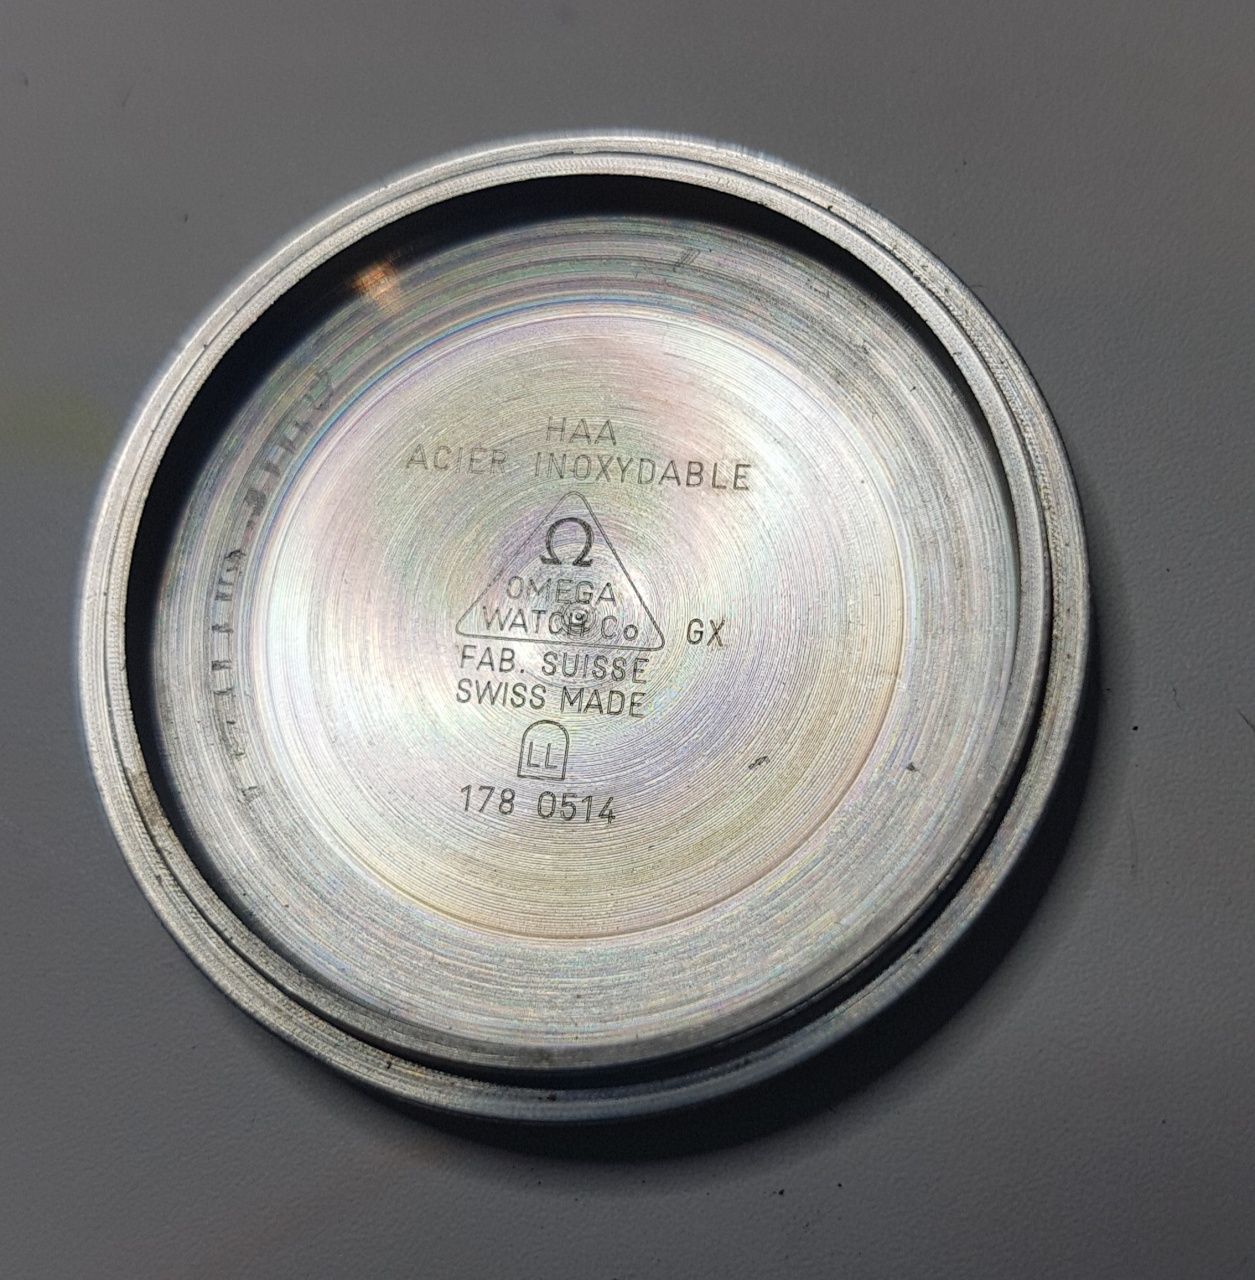 HAA
ACIER INOXYDABLE
Ω
OMEGA
WATCH Co GX
FAB. SUISSE
SWISS MADE
LL
178 0514